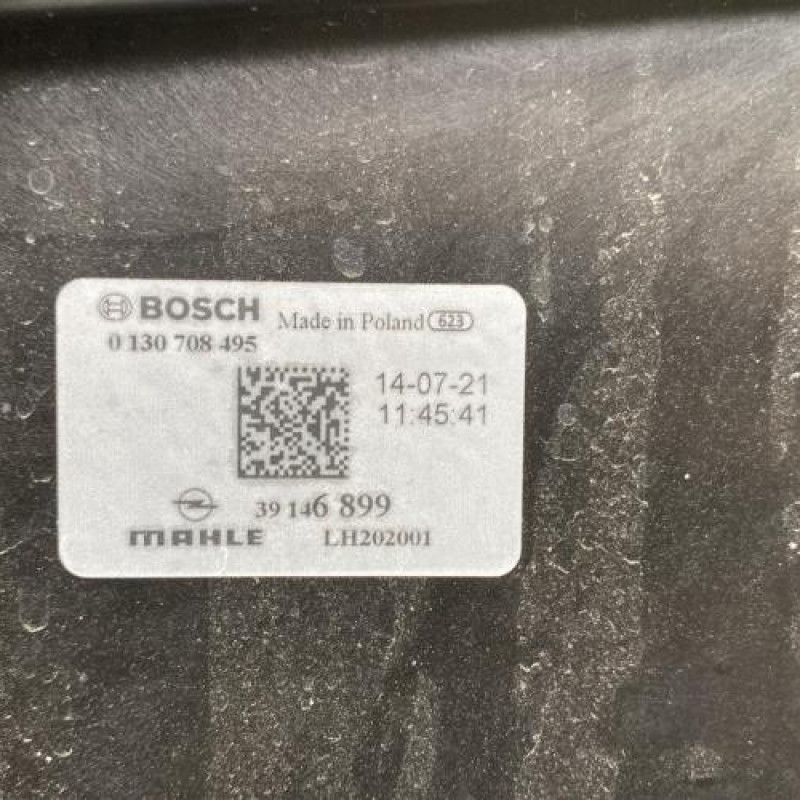 BOSCH Made in Poland 623
0 130 708 495
14-07-21
11:45:41
39 146 899
MAHLE LH202001